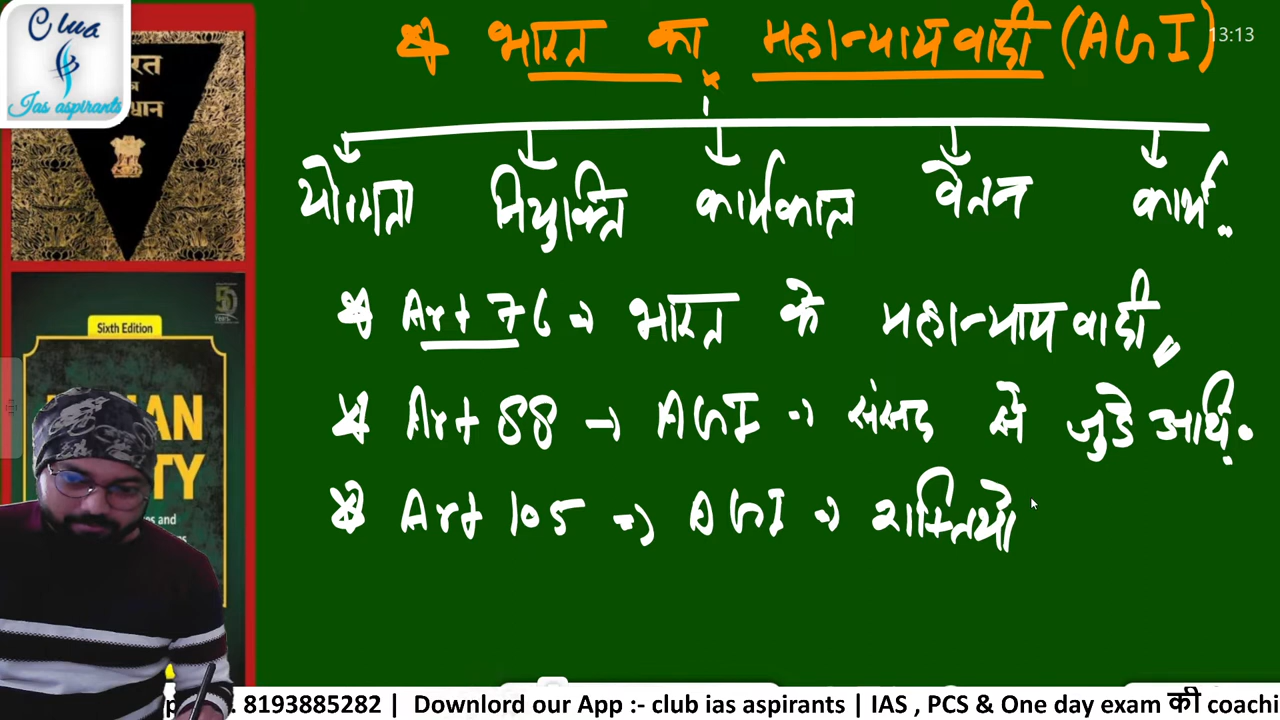 Clua
Ias aspirants
* भारत का महान्यायवादी (AGI)
13:13
योग्यता नियुक्ति कार्यकाल वेतन कार्य.
* Art 76 → भारत के महान्यायवादी
* Art 88 → AGI → संसद से जुडे अधि.
* Art 105 → AGI → शक्तियो
Sixth Edition
8193885282 | Downlord our App :- club ias aspirants | IAS , PCS & One day exam की coachi